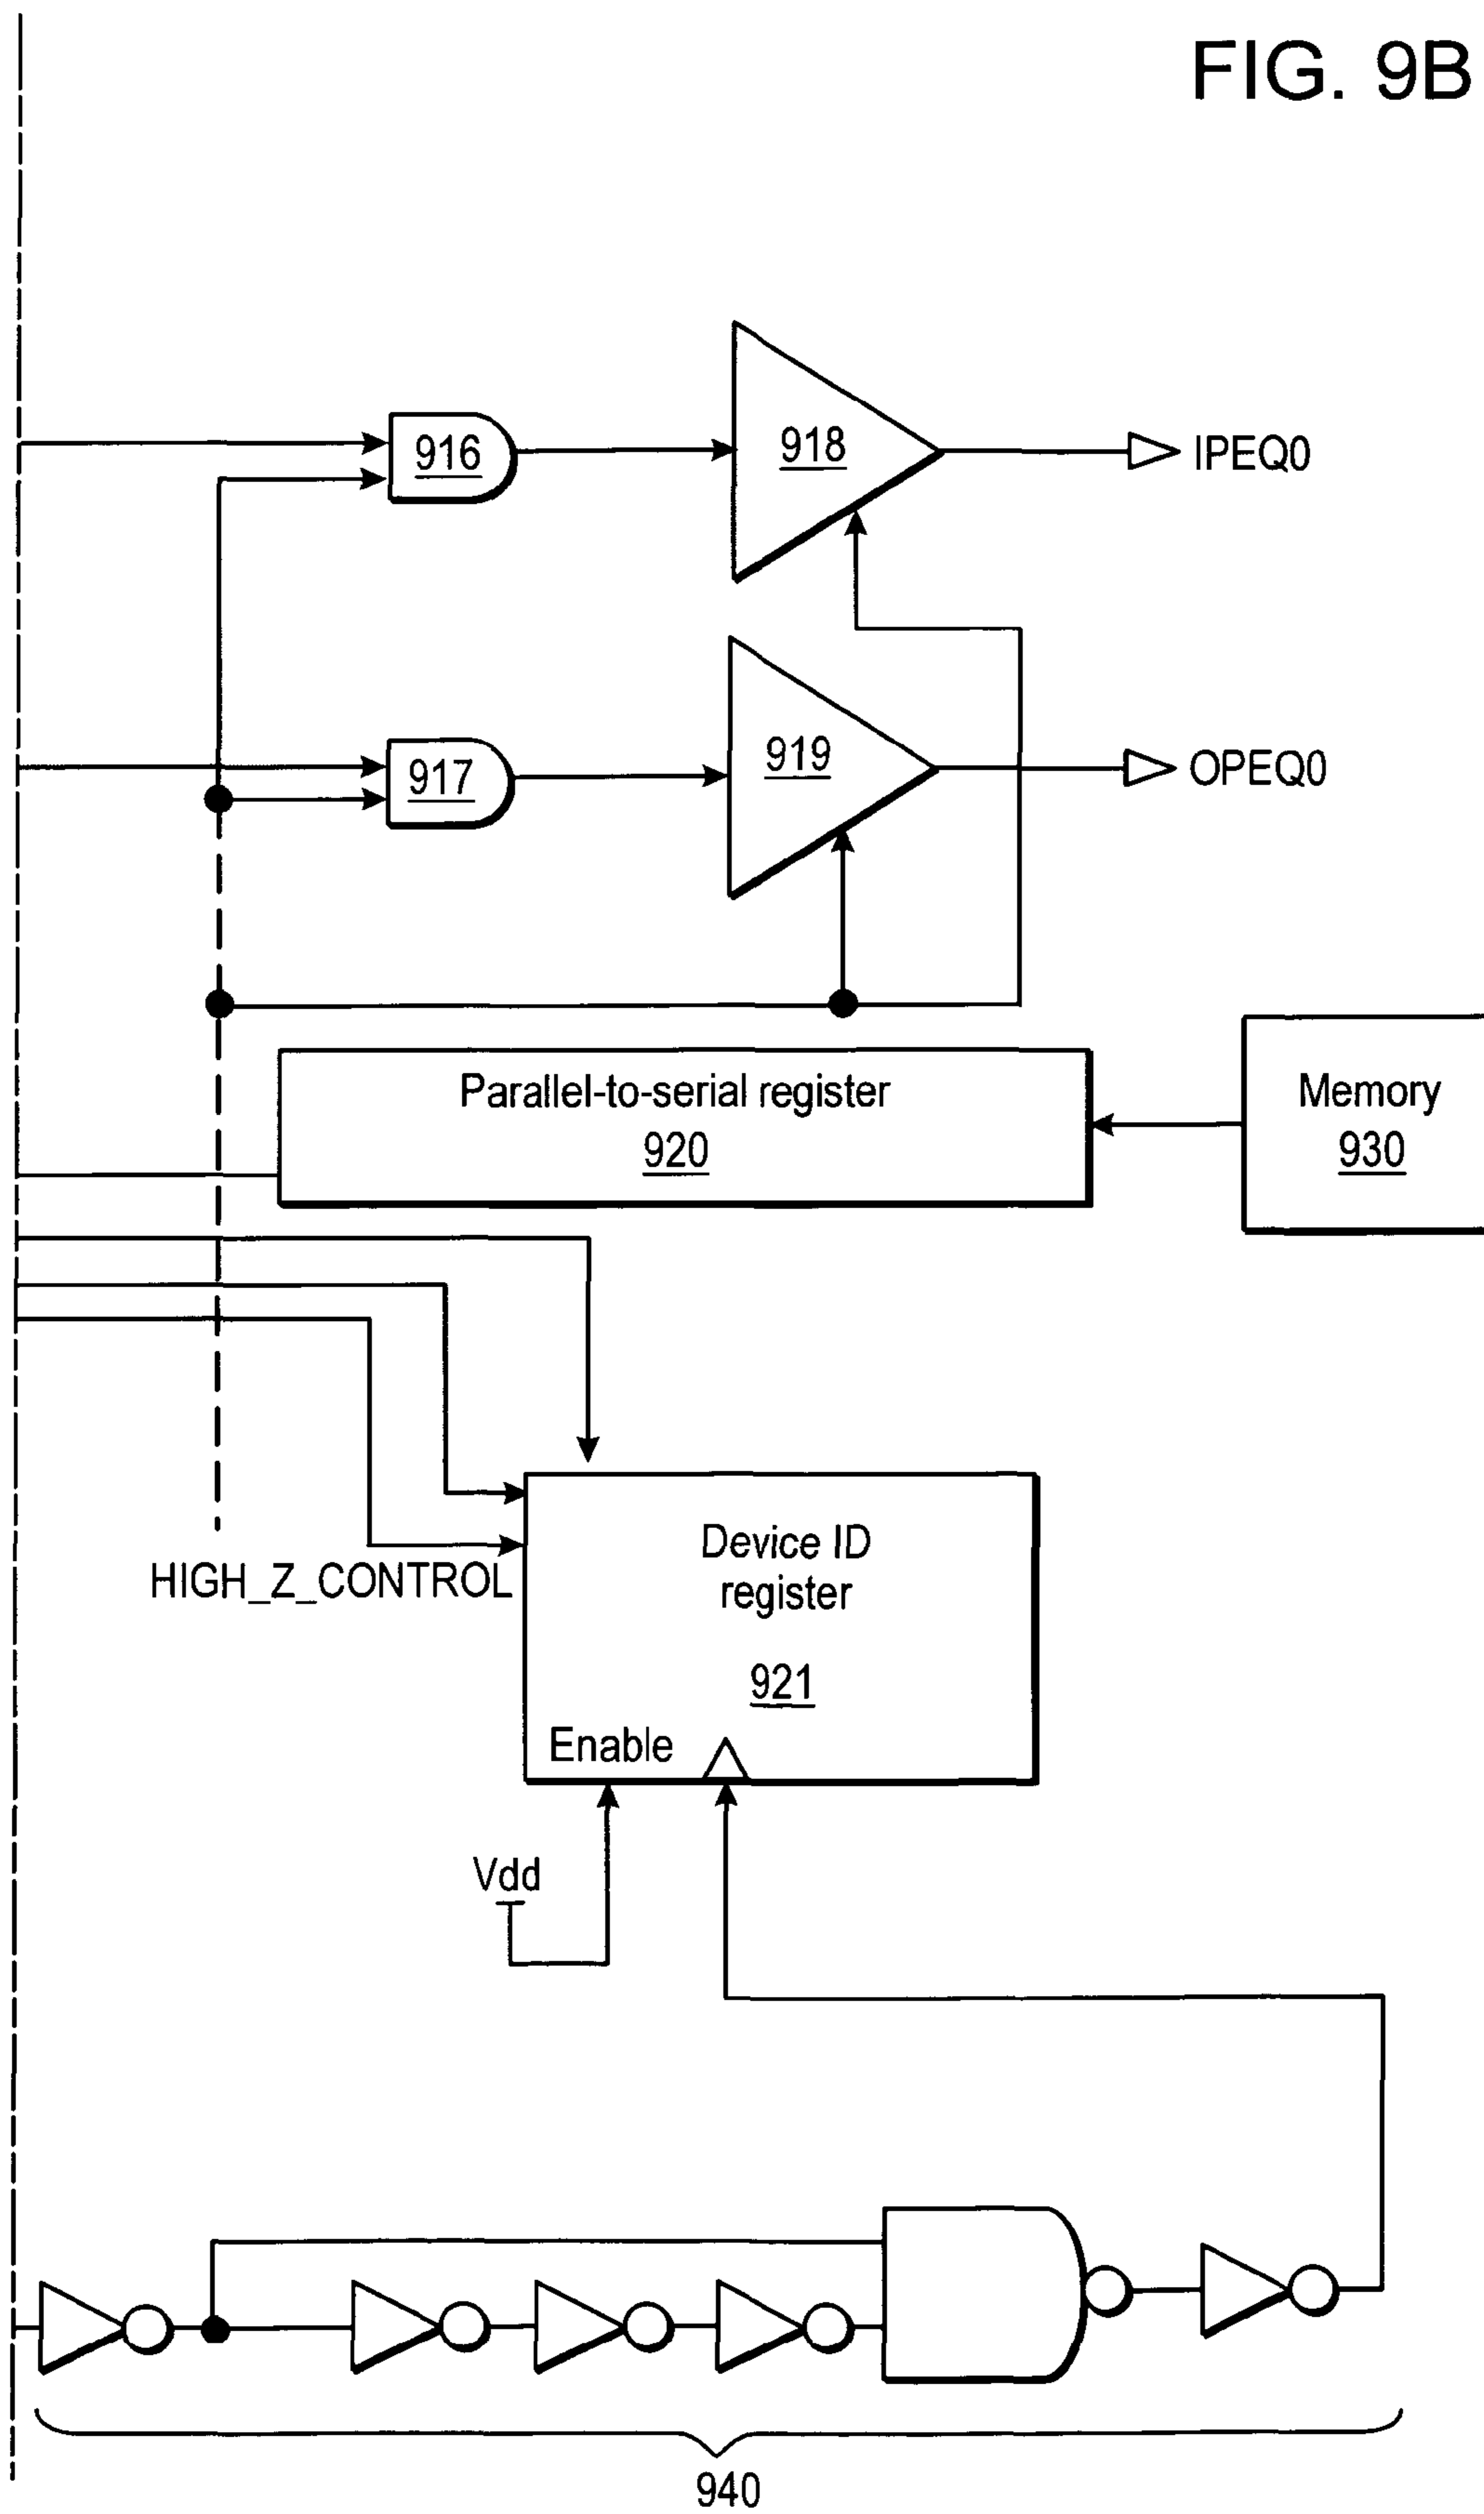 FIG. 9B
916
918
IPEQ0
917
919
OPEQ0
Parallel-to-serial register
920
Memory
930
HIGH_Z_CONTROL
Device ID
register
921
Enable
Vdd
940